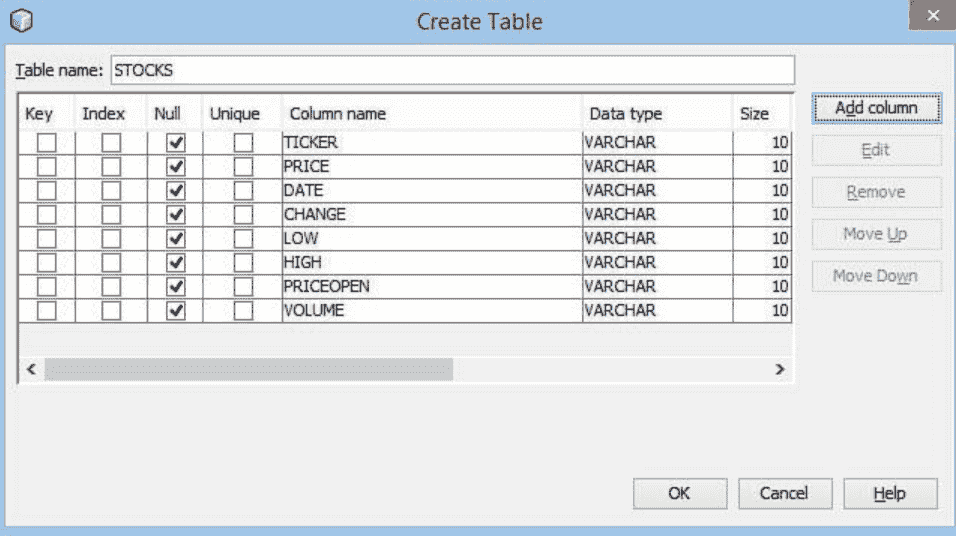 Create Table
Table name: STOCKS
Key Index Null Unique Column name Data type Size
TICKER VARCHAR 10
PRICE VARCHAR 10
DATE VARCHAR 10
CHANGE VARCHAR 10
LOW VARCHAR 10
HIGH VARCHAR 10
PRICEOPEN VARCHAR 10
VOLUME VARCHAR 10
Add column
Edit
Remove
Move Up
Move Down
OK Cancel Help